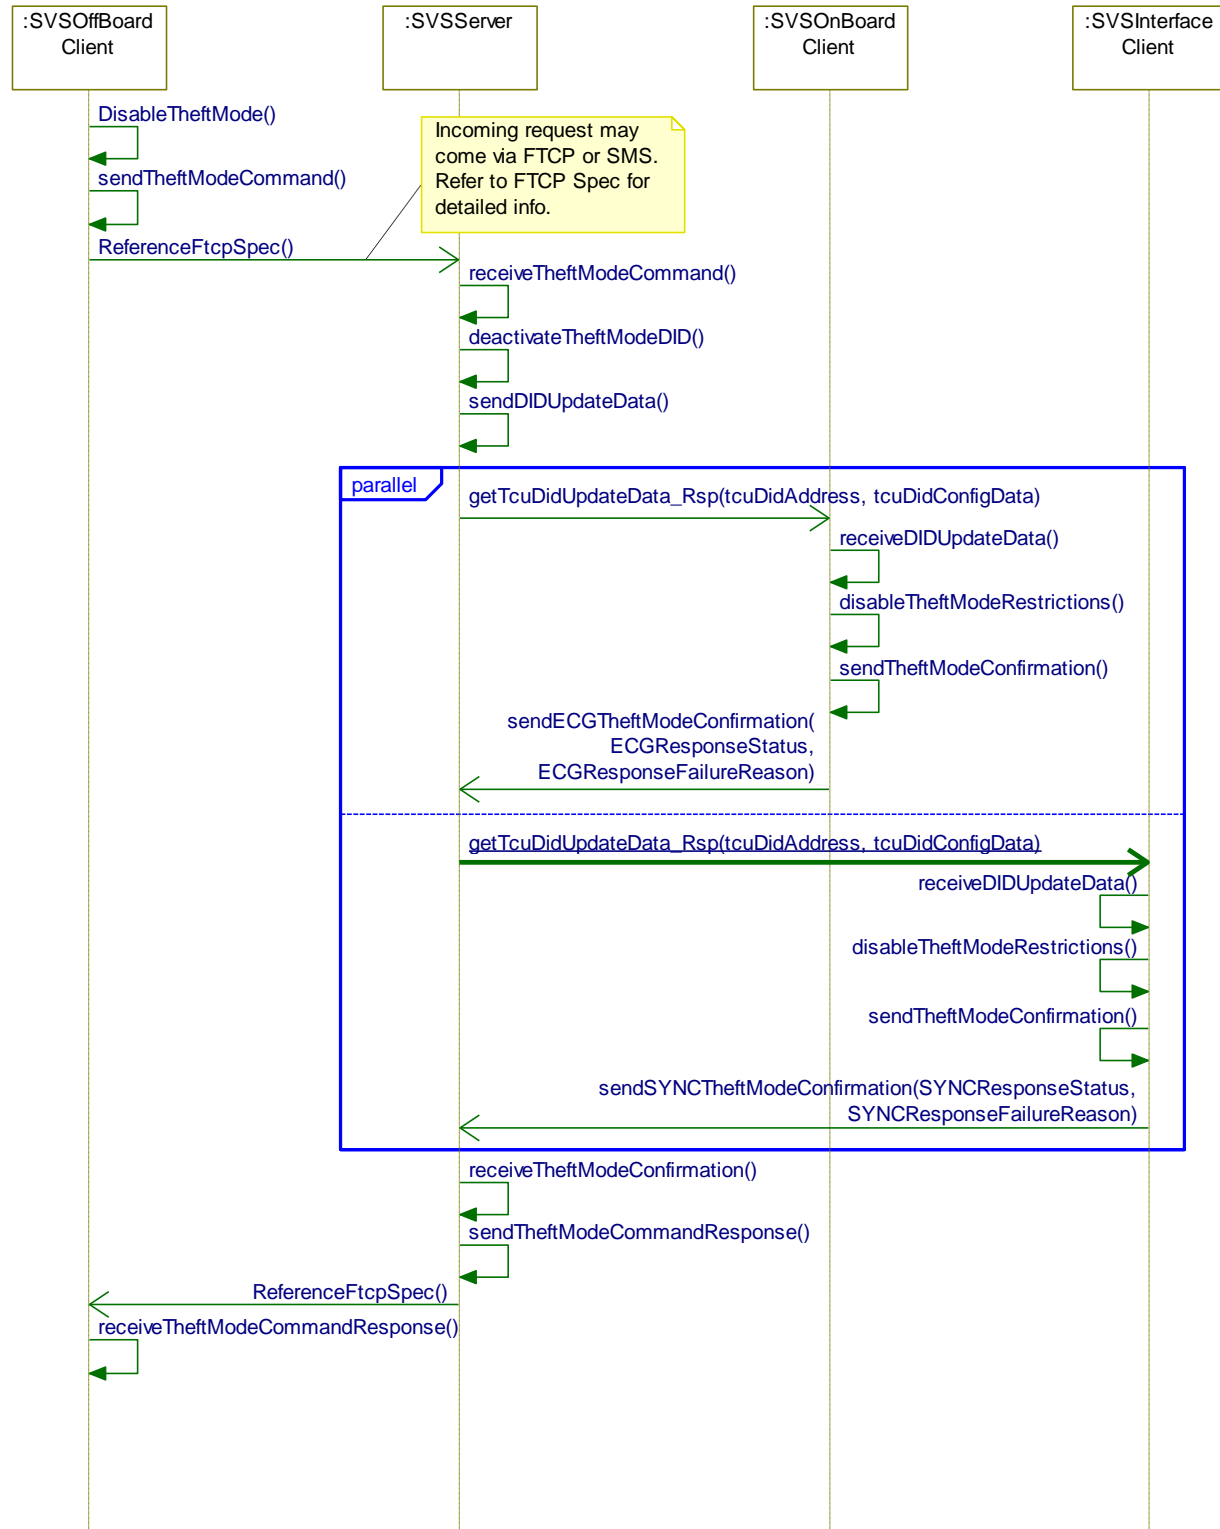 :SVSOffBoard
Client
:SVSServer
:SVSOnBoard
Client
:SVSInterface
Client
DisableTheftMode()
sendTheftModeCommand()
Incoming request may
come via FTCP or SMS.
Refer to FTCP Spec for
detailed info.
ReferenceFtcpSpec()
receiveTheftModeCommand()
deactivateTheftModeDID()
sendDIDUpdateData()
parallel
getTcuDidUpdateData_Rsp(tcuDidAddress, tcuDidConfigData)
receiveDIDUpdateData()
disableTheftModeRestrictions()
sendTheftModeConfirmation()
sendECGTheftModeConfirmation(
ECGResponseStatus,
ECGResponseFailureReason)
getTcuDidUpdateData_Rsp(tcuDidAddress, tcuDidConfigData)
receiveDIDUpdateData()
disableTheftModeRestrictions()
sendTheftModeConfirmation()
sendSYNCTheftModeConfirmation(SYNCResponseStatus,
SYNCResponseFailureReason)
receiveTheftModeConfirmation()
sendTheftModeCommandResponse()
ReferenceFtcpSpec()
receiveTheftModeCommandResponse()